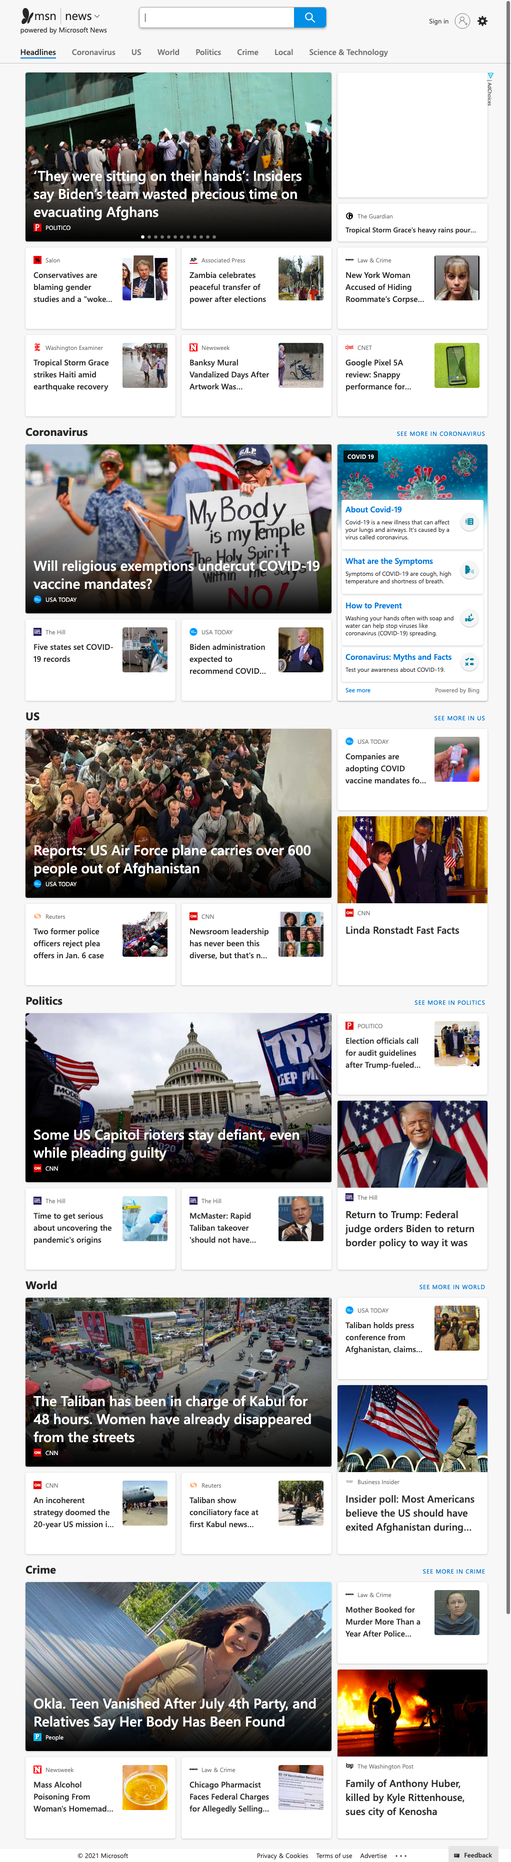 msn | news
powered by Microsoft News
Sign in
Headlines Coronavirus US World Politics Crime Local Science & Technology
'They were sitting on their hands': Insiders
say Biden's team wasted precious time on
evacuating Afghans
POLITICO
AdChoices
The Guardian
Tropical Storm Grace's heavy rains pour...
Salon
Conservatives are
blaming gender
studies and a "woke...
Associated Press
Zambia celebrates
peaceful transfer of
power after elections
Law & Crime
New York Woman
Accused of Hiding
Roommate's Corpse...
Washington Examiner
Tropical Storm Grace
strikes Haiti amid
earthquake recovery
Newsweek
Banksy Mural
Vandalized Days After
Artwork Was...
CNET
Google Pixel 5A
review: Snappy
performance for...
Coronavirus
SEE MORE IN CORONAVIRUS
My Body
is my Temple
The Holy Spirit
NO!
Will religious exemptions undercut COVID-19
vaccine mandates?
USA TODAY
COVID 19
About Covid-19
Covid-19 is a new illness that can affect
your lungs and airways. It's caused by a
virus called coronavirus.
What are the Symptoms
Symptoms of COVID-19 are cough, high
temperature and shortness of breath.
How to Prevent
Washing your hands often with soap and
water can help stop viruses like
coronavirus (COVID-19) spreading.
Coronavirus: Myths and Facts
Test your awareness about COVID-19.
See more
Powered by Bing
The Hill
Five states set COVID-
19 records
USA TODAY
Biden administration
expected to
recommend COVID...
US
SEE MORE IN US
Reports: US Air Force plane carries over 600
people out of Afghanistan
USA TODAY
USA TODAY
Companies are
adopting COVID
vaccine mandates fo...
CNN
Linda Ronstadt Fast Facts
Reuters
Two former police
officers reject plea
offers in Jan. 6 case
CNN
Newsroom leadership
has never been this
diverse, but that's n...
Politics
SEE MORE IN POLITICS
TRU
Some US Capitol rioters stay defiant, even
while pleading guilty
CNN
POLITICO
Election officials call
for audit guidelines
after Trump-fueled...
The Hill
Return to Trump: Federal
judge orders Biden to return
border policy to way it was
The Hill
Time to get serious
about uncovering the
pandemic's origins
The Hill
McMaster: Rapid
Taliban takeover
'should not have...
World
SEE MORE IN WORLD
The Taliban has been in charge of Kabul for
48 hours. Women have already disappeared
from the streets
CNN
USA TODAY
Taliban holds press
conference from
Afghanistan, claims...
Business Insider
Insider poll: Most Americans
believe the US should have
exited Afghanistan during...
CNN
An incoherent
strategy doomed the
20-year US mission i...
Reuters
Taliban show
conciliatory face at
first Kabul news...
Crime
SEE MORE IN CRIME
Okla. Teen Vanished After July 4th Party, and
Relatives Say Her Body Has Been Found
People
Law & Crime
Mother Booked for
Murder More Than a
Year After Police...
The Washington Post
Family of Anthony Huber,
killed by Kyle Rittenhouse,
sues city of Kenosha
Newsweek
Mass Alcohol
Poisoning From
Woman's Homemad...
Law & Crime
Chicago Pharmacist
Faces Federal Charges
for Allegedly Selling...
© 2021 Microsoft
Privacy & Cookies Terms of use Advertise ...
Feedback